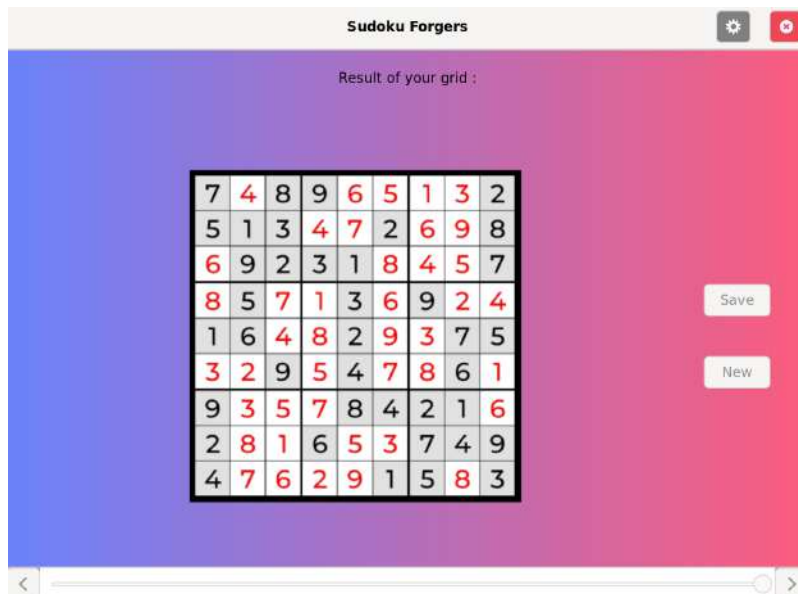 Sudoku Forgers
Result of your grid :
7 4 8 9 6 5 1 3 2
5 1 3 4 7 2 6 9 8
6 9 2 3 1 8 4 5 7
8 5 7 1 3 6 9 2 4
1 6 4 8 2 9 3 7 5
3 2 9 5 4 7 8 6 1
9 3 5 7 8 4 2 1 6
2 8 1 6 5 3 7 4 9
4 7 6 2 9 1 5 8 3
Save
New